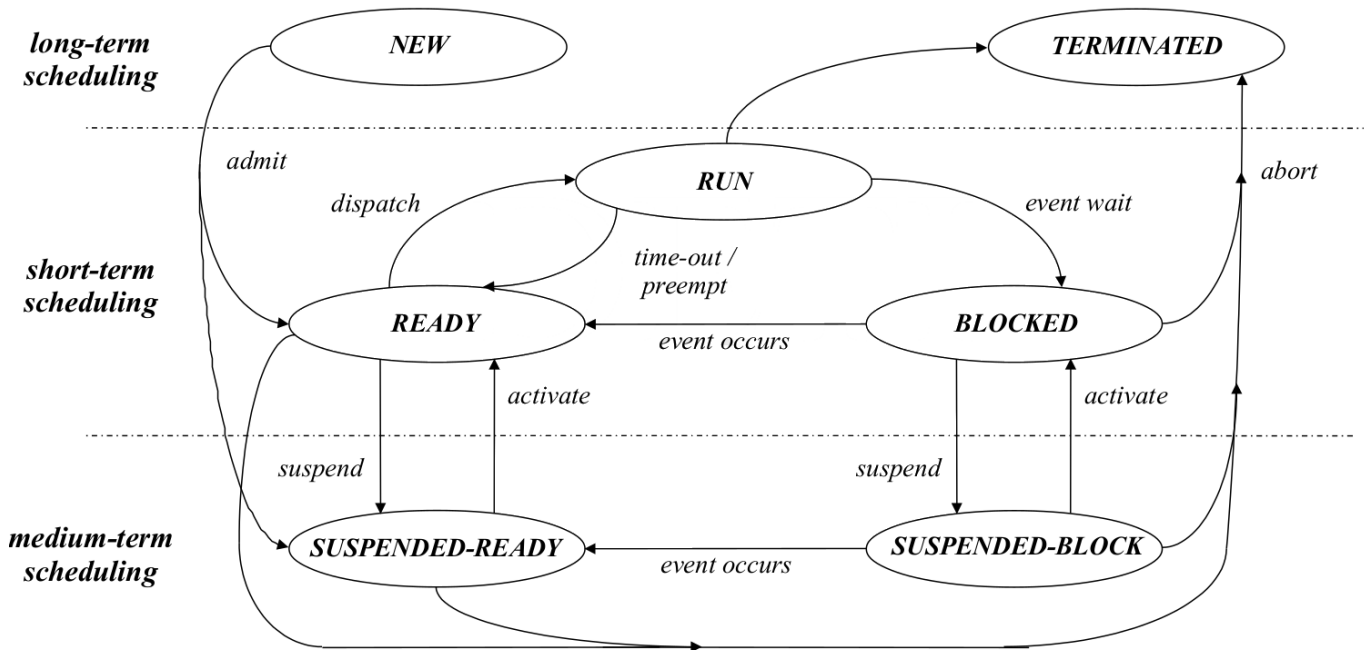 long-term
scheduling
NEW
TERMINATED
admit
dispatch
RUN
event wait
abort
short-term
scheduling
time-out /
preempt
READY
event occurs
BLOCKED
activate
activate
suspend
suspend
medium-term
scheduling
SUSPENDED-READY
event occurs
SUSPENDED-BLOCK